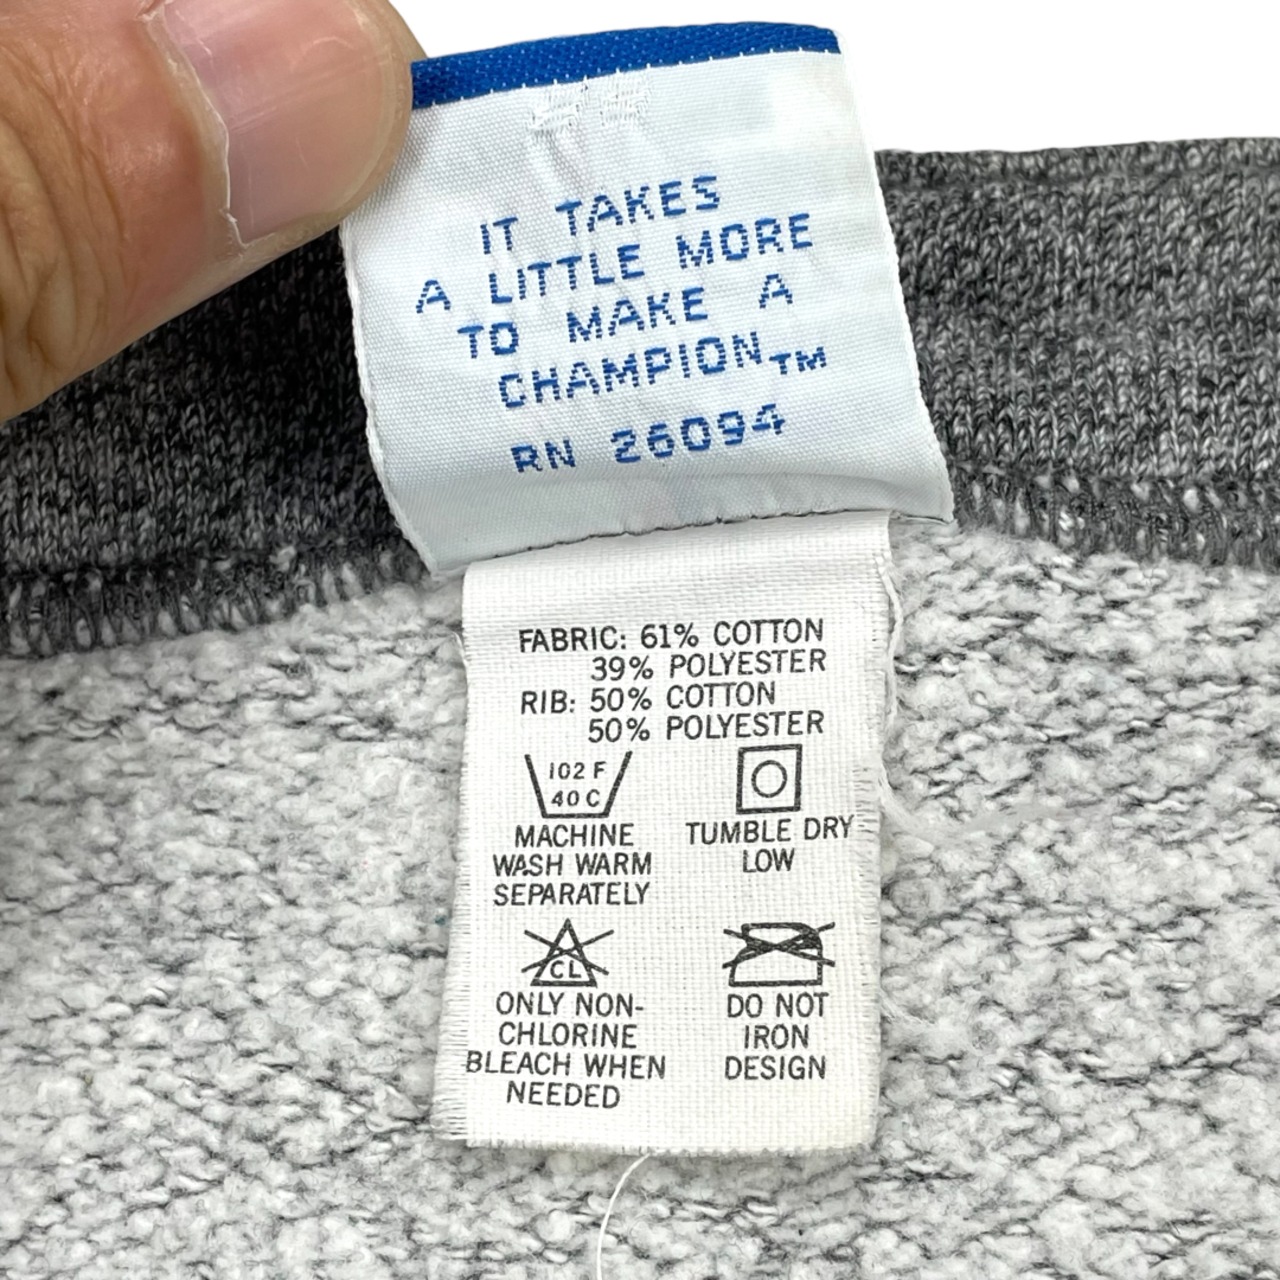 IT TAKES
A LITTLE MORE
TO MAKE A
CHAMPION™
RN 26094
FABRIC: 61% COTTON
39% POLYESTER
RIB: 50% COTTON
50% POLYESTER
102 F
40 C
MACHINE
WASH WARM
SEPARATELY
TUMBLE DRY
LOW
CL
ONLY NON-
CHLORINE
BLEACH WHEN
NEEDED
DO NOT
IRON
DESIGN